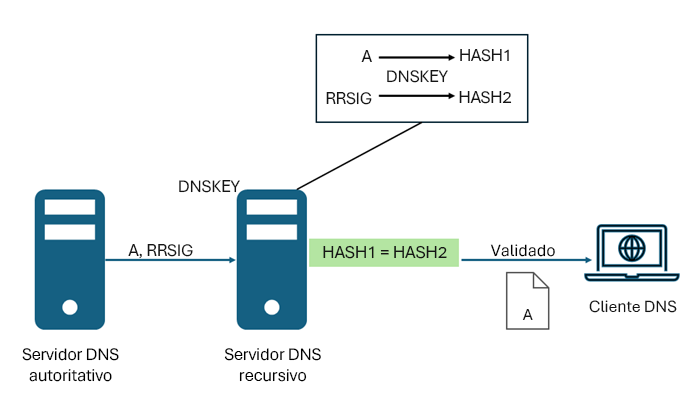 A
HASH1
DNSKEY
RRSIG
HASH2
DNSKEY
A, RRSIG
HASH1 = HASH2
Validado
A
Servidor DNS
autoritativo
Servidor DNS
recursivo
Cliente DNS